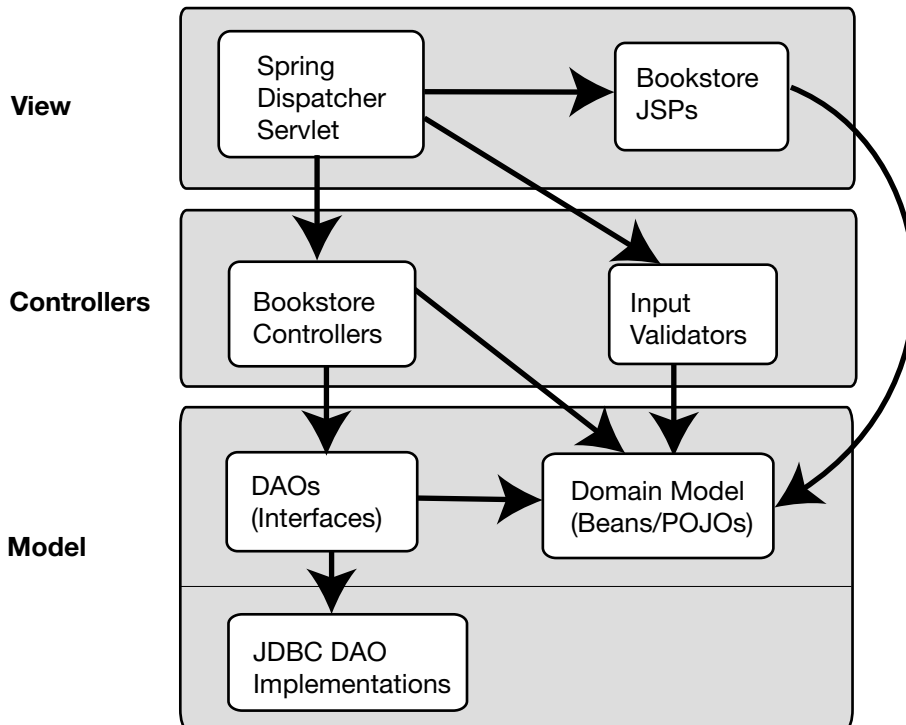 View
Spring
Dispatcher
Servlet
Bookstore
JSPs
Controllers
Bookstore
Controllers
Input
Validators
Model
DAOs
(Interfaces)
Domain Model
(Beans/POJOs)
JDBC DAO
Implementations